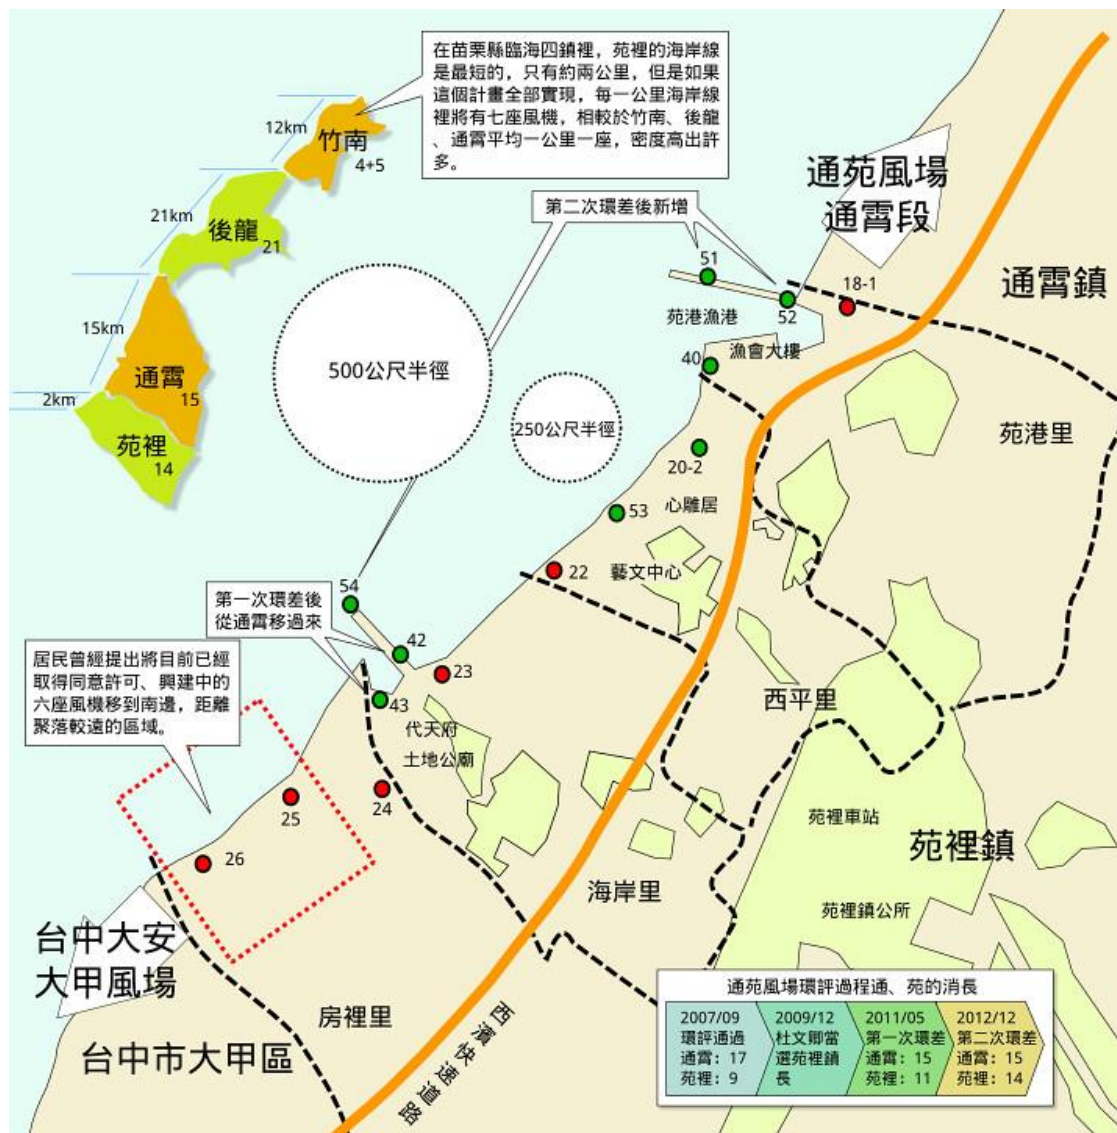 在苗栗縣臨海四鎮裡，苑裡的海岸線
是最短的，只有約兩公里，但是如果
這個計畫全部實現，每一公里海岸線
裡將有七座風機，相較於竹南、後龍
、通霄平均一公里一座，密度高出許
多。
12km
竹南
4+5
21km
後龍
21
15km
通霄
15
2km
苑裡
14
通苑風場
通霄段
第二次環差後新增
51
52
18-1
通霄鎮
苑港漁港
漁會大樓
40
500公尺半徑
250公尺半徑
苑港里
20-2
心雕居
53
22
藝文中心
54
第一次環差後
從通霄移過來
42
23
43
居民曾經提出將目前已經
取得同意許可、興建中的
六座風機移到南邊，距離
聚落較遠的區域。
西平里
代天府
土地公廟
24
25
26
苑裡車站
苑裡鎮
海岸里
苑裡鎮公所
台中大安
大甲風場
房裡里
台中市大甲區
西濱快速道路
通苑風場環評過程通、苑的消長
2007/09
環評通過
通霄：17
苑裡：9
2009/12
杜文卿當
選苑裡鎮
長
2011/05
第一次環差
通霄：15
苑裡：11
2012/12
第二次環差
通霄：15
苑裡：14